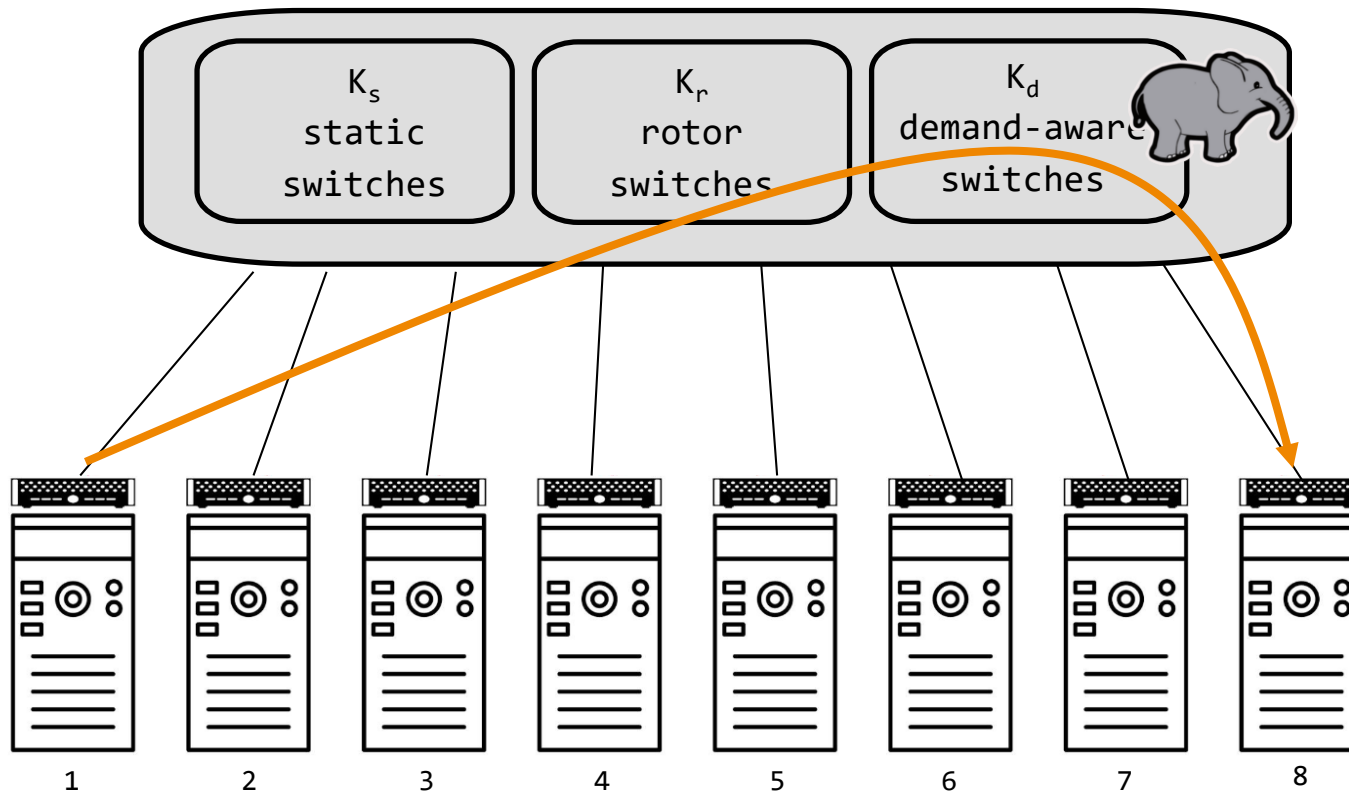 K_s
static
switches
K_r
rotor
switches
K_d
demand-aware
switches
1 2 3 4 5 6 7 8